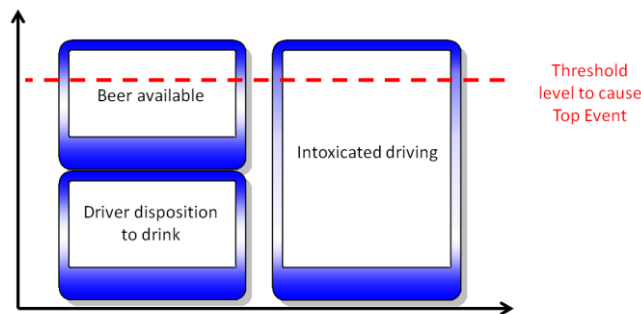 Beer available
Driver disposition
to drink
Intoxicated driving
Threshold
level to cause
Top Event